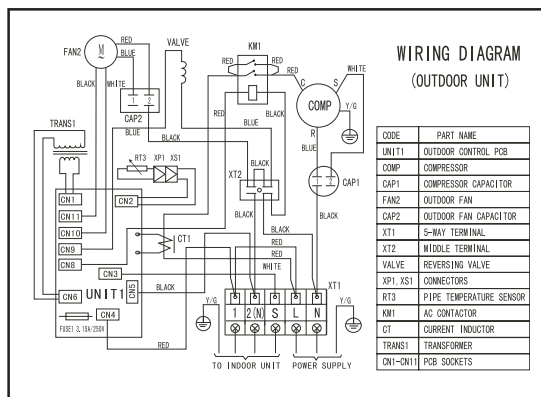 WIRING DIAGRAM
(OUTDOOR UNIT)
FAN2
M
~
RED
BLUE
BLACK
WHITE
1 2
CAP2
VALVE
BLUE
BLACK
KM1
RED
RED
C S
WHITE
COMP
R
Y/G
BLUE
CAP1
BLACK
TRANS1
RT3 XP1 XS1
RED
BLUE
BLACK
BLACK
XT2
CN1
CN2
CN11
CN10
CN9
CN8
CT1
CN3
CN5
CN6
UNIT1
CN4
FUSE1 3.15A/250V
BLACK
RED
BLACK
RED
RED
WHITE
BLACK
XT1
Y/G
1 2(N) S L N
Y/G
TO INDOOR UNIT
POWER SUPPLY
CODE PART NAME
UNIT1 OUTDOOR CONTROL PCB
COMP COMPRESSOR
CAP1 COMPRESSOR CAPACITOR
FAN2 OUTDOOR FAN
CAP2 OUTDOOR FAN CAPACITOR
XT1 5-WAY TERMINAL
XT2 MIDDLE TERMINAL
VALVE REVERSING VALVE
XP1,XS1 CONNECTORS
RT3 PIPE TEMPERATURE SENSOR
KM1 AC CONTACTOR
CT CURRENT INDUCTOR
TRANS1 TRANSFORMER
CN1-CN11 PCB SOCKETS